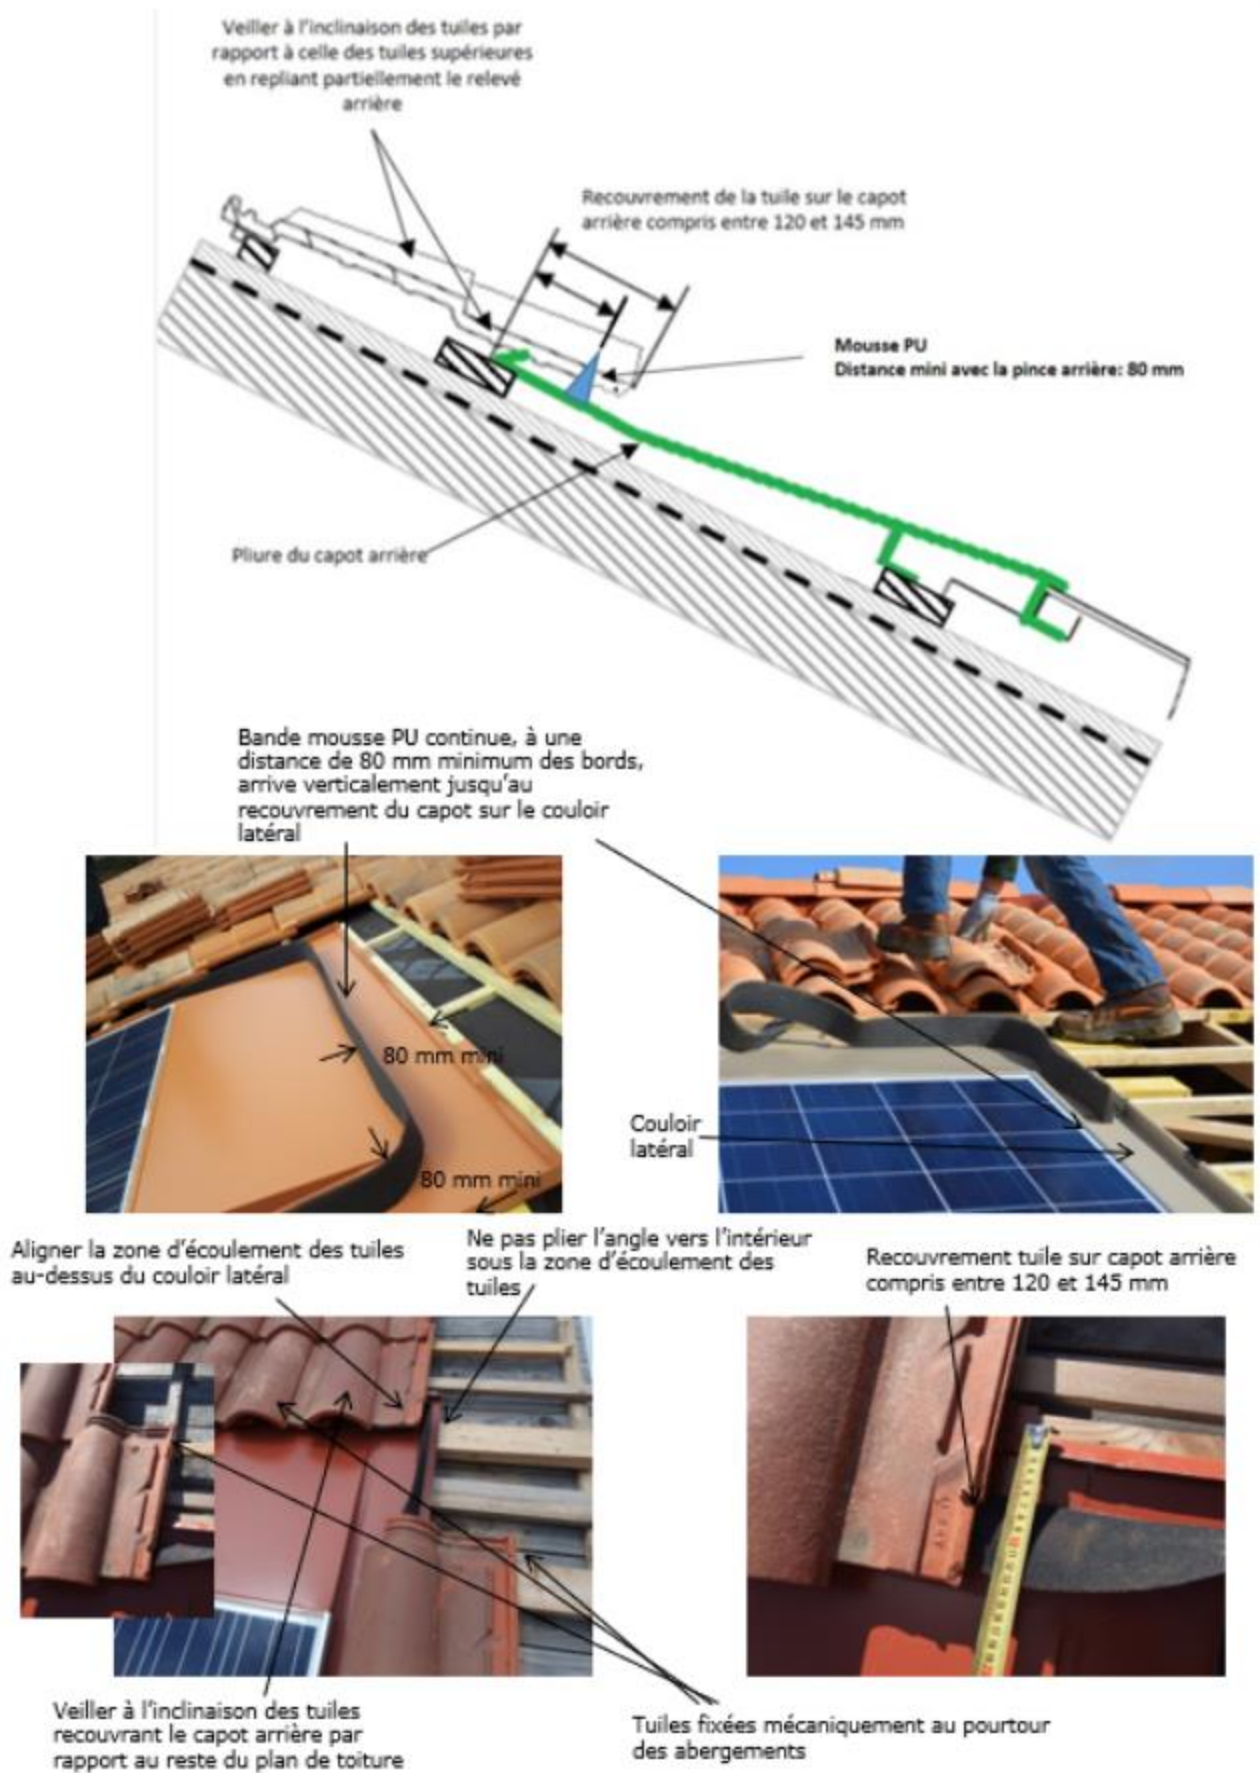 Veiller à l'inclinaison des tuiles par
rapport à celle des tuiles supérieures
en repliant partiellement le relevé
arrière
Recouvrement de la tuile sur le capot
arrière compris entre 120 et 145 mm
Mousse PU
Distance mini avec la pince arrière: 80 mm
Pliure du capot arrière
Bande mousse PU continue, à une
distance de 80 mm minimum des bords,
arrive verticalement jusqu'au
recouvrement du capot sur le couloir
latéral
80 mm mini
80 mm mini
Couloir
latéral
Aligner la zone d'écoulement des tuiles
au-dessus du couloir latéral
Ne pas plier l'angle vers l'intérieur
sous la zone d'écoulement des
tuiles
Recouvrement tuile sur capot arrière
compris entre 120 et 145 mm
Veiller à l'inclinaison des tuiles
recouvrant le capot arrière par
rapport au reste du plan de toiture
Tuiles fixées mécaniquement au pourtour
des abergements